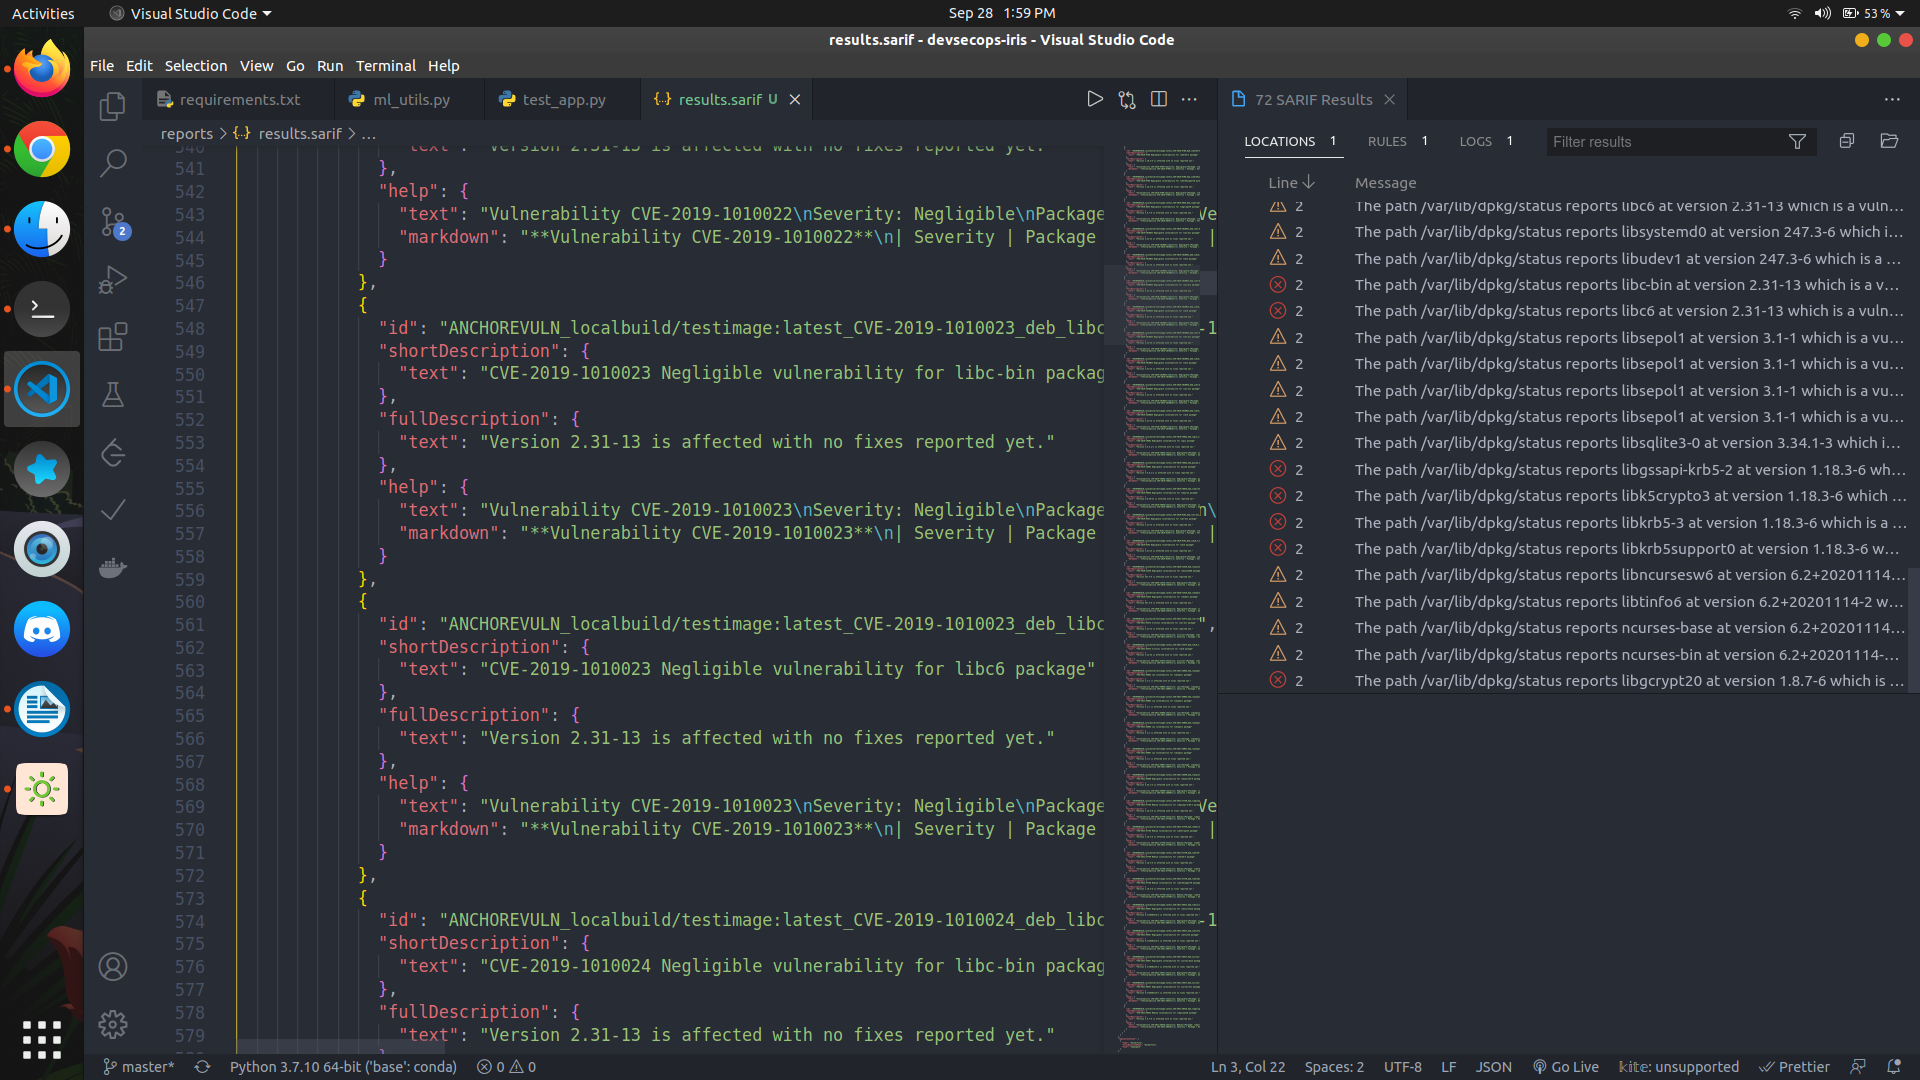 Activities
Visual Studio Code
Sep 28 1:59 PM
53 %
results.sarif - devsecops-iris - Visual Studio Code
File Edit Selection View Go Run Terminal Help
requirements.txt
ml_utils.py
test_app.py
{..} results.sarif U
reports > {..} results.sarif > ...
540 "text": "Version 2.31-13 is affected with no fixes reported yet."
541 },
542 "help": {
543 "text": "Vulnerability CVE-2019-1010022\nSeverity: Negligible\nPackage
544 "markdown": "**Vulnerability CVE-2019-1010022**\n| Severity | Package
545 }
546 },
547 {
548 "id": "ANCHOREVULN_localbuild/testimage:latest_CVE-2019-1010023_deb_libc
549 "shortDescription": {
550 "text": "CVE-2019-1010023 Negligible vulnerability for libc-bin packag
551 },
552 "fullDescription": {
553 "text": "Version 2.31-13 is affected with no fixes reported yet."
554 },
555 "help": {
556 "text": "Vulnerability CVE-2019-1010023\nSeverity: Negligible\nPackage
557 "markdown": "**Vulnerability CVE-2019-1010023**\n| Severity | Package
558 }
559 },
560 {
561 "id": "ANCHOREVULN_localbuild/testimage:latest_CVE-2019-1010023_deb_libc
562 "shortDescription": {
563 "text": "CVE-2019-1010023 Negligible vulnerability for libc6 package"
564 },
565 "fullDescription": {
566 "text": "Version 2.31-13 is affected with no fixes reported yet."
567 },
568 "help": {
569 "text": "Vulnerability CVE-2019-1010023\nSeverity: Negligible\nPackage
570 "markdown": "**Vulnerability CVE-2019-1010023**\n| Severity | Package
571 }
572 },
573 {
574 "id": "ANCHOREVULN_localbuild/testimage:latest_CVE-2019-1010024_deb_libc
575 "shortDescription": {
576 "text": "CVE-2019-1010024 Negligible vulnerability for libc-bin packag
577 },
578 "fullDescription": {
579 "text": "Version 2.31-13 is affected with no fixes reported yet."
72 SARIF Results
LOCATIONS 1 RULES 1 LOGS 1
Filter results
Line Message
2 The path /var/lib/dpkg/status reports libc6 at version 2.31-13 which is a vuln...
2 The path /var/lib/dpkg/status reports libsystemd0 at version 247.3-6 which i...
2 The path /var/lib/dpkg/status reports libudev1 at version 247.3-6 which is a ...
2 The path /var/lib/dpkg/status reports libc-bin at version 2.31-13 which is a v...
2 The path /var/lib/dpkg/status reports libc6 at version 2.31-13 which is a vuln...
2 The path /var/lib/dpkg/status reports libsepol1 at version 3.1-1 which is a vu...
2 The path /var/lib/dpkg/status reports libsepol1 at version 3.1-1 which is a vu...
2 The path /var/lib/dpkg/status reports libsepol1 at version 3.1-1 which is a vu...
2 The path /var/lib/dpkg/status reports libsepol1 at version 3.1-1 which is a vu...
2 The path /var/lib/dpkg/status reports libsqlite3-0 at version 3.34.1-3 which i...
2 The path /var/lib/dpkg/status reports libgssapi-krb5-2 at version 1.18.3-6 wh...
2 The path /var/lib/dpkg/status reports libk5crypto3 at version 1.18.3-6 which ...
2 The path /var/lib/dpkg/status reports libkrb5-3 at version 1.18.3-6 which is a ...
2 The path /var/lib/dpkg/status reports libkrb5support0 at version 1.18.3-6 w...
2 The path /var/lib/dpkg/status reports libncursesw6 at version 6.2+20201114...
2 The path /var/lib/dpkg/status reports libtinfo6 at version 6.2+20201114-2 w...
2 The path /var/lib/dpkg/status reports ncurses-base at version 6.2+20201114...
2 The path /var/lib/dpkg/status reports ncurses-bin at version 6.2+20201114-...
2 The path /var/lib/dpkg/status reports libgcrypt20 at version 1.8.7-6 which is ...
2
master* Python 3.7.10 64-bit ('base': conda) 0 0 Ln 3, Col 22 Spaces: 2 UTF-8 LF JSON Go Live kite: unsupported Prettier